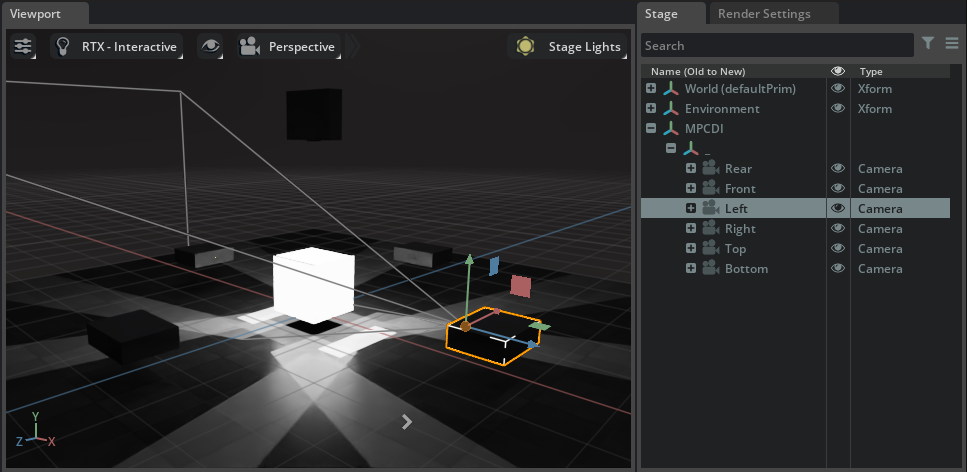 Viewport
Stage
Render Settings
RTX - Interactive
Perspective
Stage Lights
Search
Name (Old to New)
Type
World (defaultPrim)
Xform
Environment
Xform
MPCDI
_
Rear
Camera
Front
Camera
Left
Camera
Right
Camera
Top
Camera
Bottom
Camera
Y
Z
X